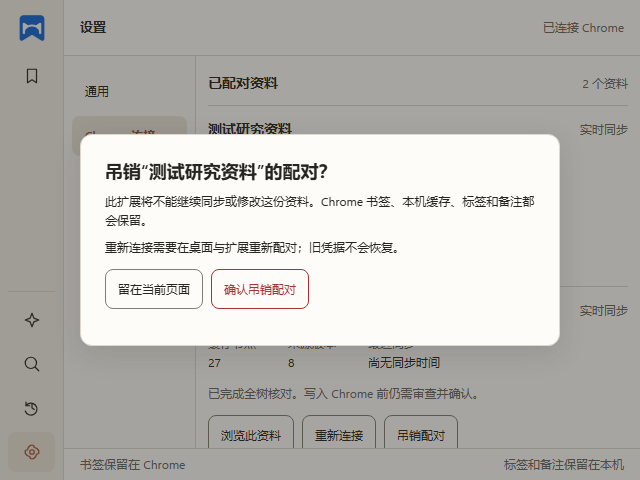 设置
已连接 Chrome
通用
已配对资料
2 个资料
测试研究资料
实时同步
吊销“测试研究资料”的配对？
此扩展将不能继续同步或修改这份资料。Chrome 书签、本机缓存、标签和备注都
会保留。
重新连接需要在桌面与扩展重新配对；旧凭据不会恢复。
留在当前页面
确认吊销配对
实时同步
27
8
尚无同步时间
已完成全树核对。写入 Chrome 前仍需审查并确认。
浏览此资料
重新连接
吊销配对
书签保留在 Chrome
标签和备注保留在本机